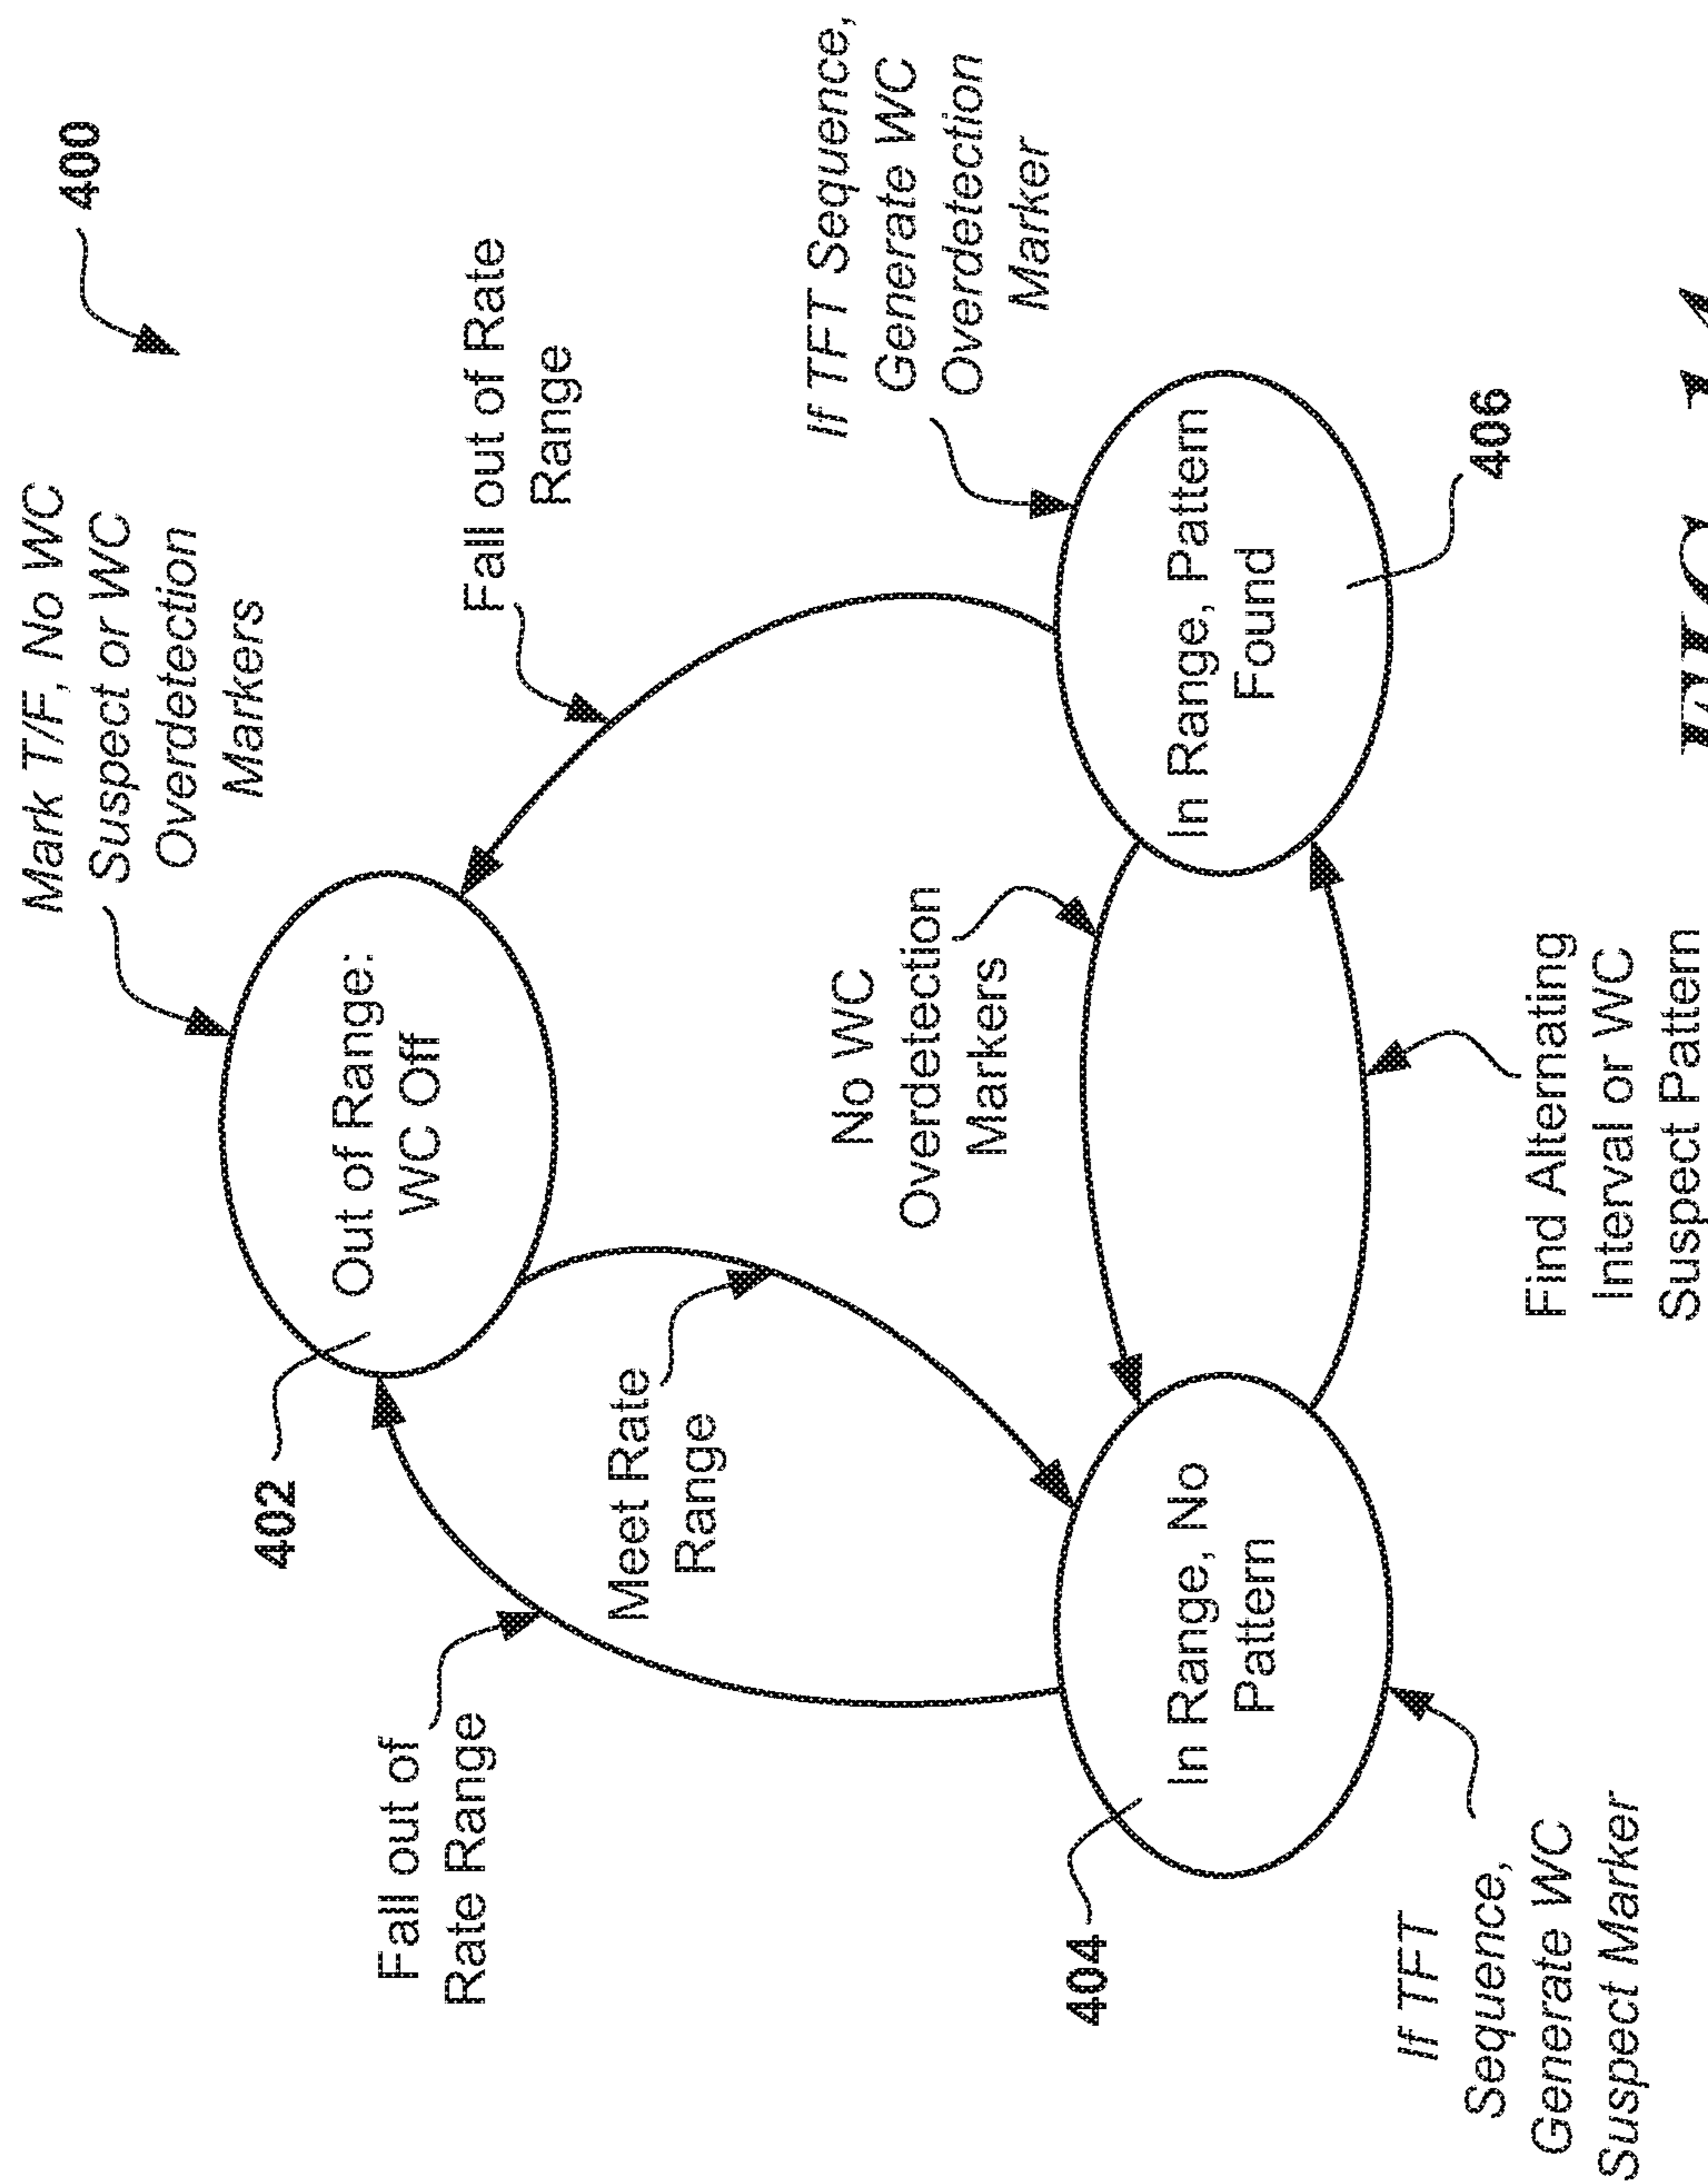 400
Mark T/F, No WC
Suspect or WC
Overdetection
Markers
402
Out of Range:
WC Off
Fall out of Rate
Range
Fall out of
Rate Range
Meet Rate
Range
No WC
Overdetection
Markers
If TFT Sequence,
Generate WC
Overdetection
Marker
404
In Range, No
Pattern
In Range, Pattern
Found
406
If TFT
Sequence,
Generate WC
Suspect Marker
Find Alternating
Interval or WC
Suspect Pattern